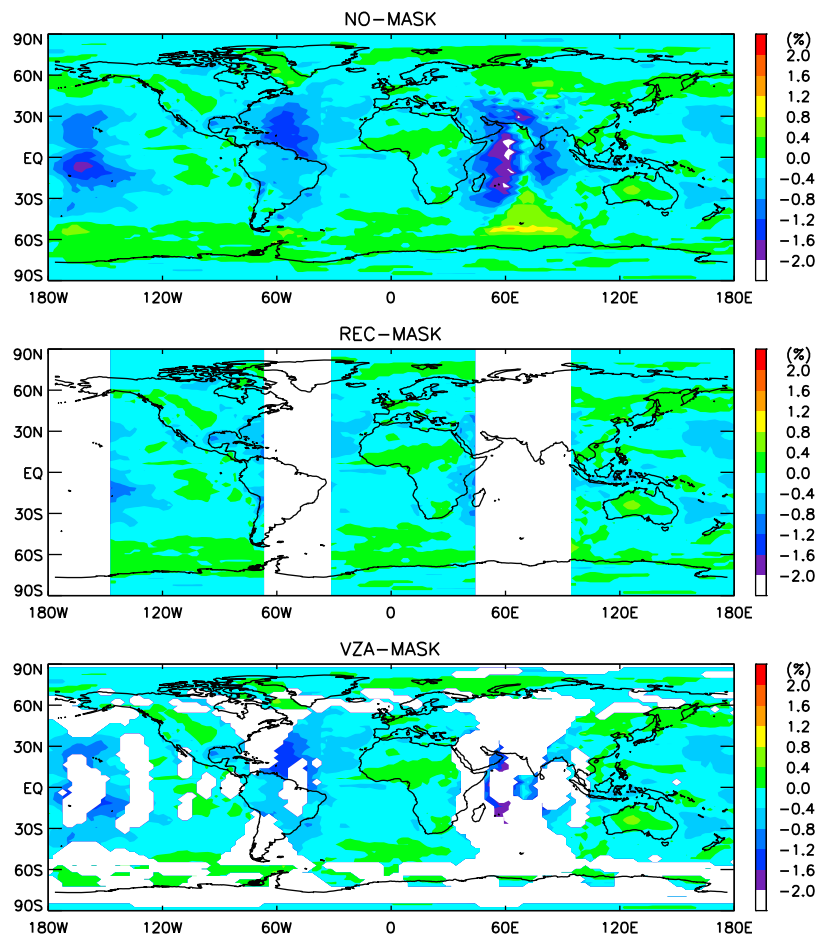 NO-MASK
90N
60N
30N
EQ
30S
60S
90S
180W 120W 60W 0 60E 120E 180E
(%)
2.0
1.6
1.2
0.8
0.4
0.0
-0.4
-0.8
-1.2
-1.6
-2.0
REC-MASK
90N
60N
30N
EQ
30S
60S
90S
180W 120W 60W 0 60E 120E 180E
(%)
2.0
1.6
1.2
0.8
0.4
0.0
-0.4
-0.8
-1.2
-1.6
-2.0
VZA-MASK
90N
60N
30N
EQ
30S
60S
90S
180W 120W 60W 0 60E 120E 180E
(%)
2.0
1.6
1.2
0.8
0.4
0.0
-0.4
-0.8
-1.2
-1.6
-2.0